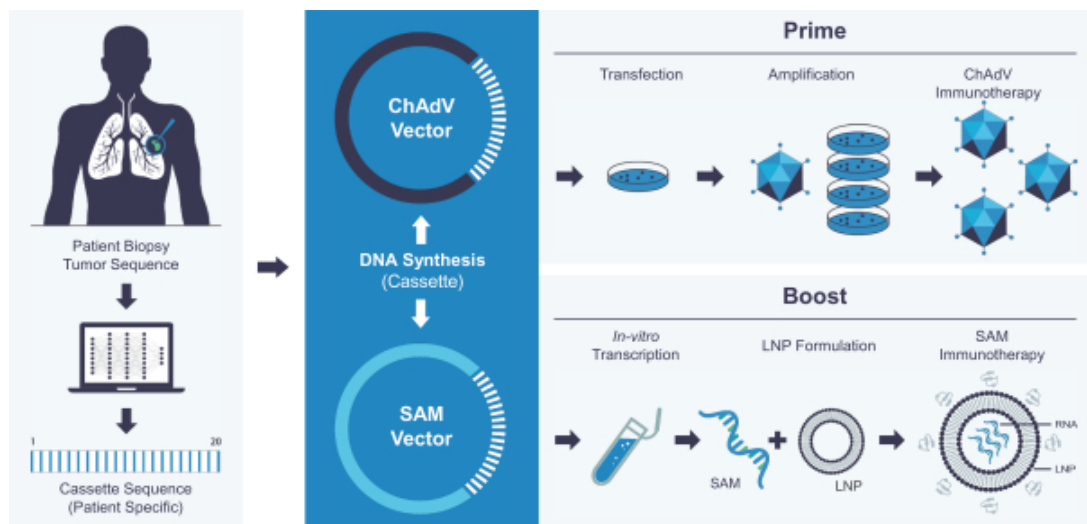 Patient Biopsy
Tumor Sequence
1 20
Cassette Sequence
(Patient Specific)
ChAdV
Vector
DNA Synthesis
(Cassette)
SAM
Vector
Prime
Transfection
Amplification
ChAdV
Immunotherapy
Boost
In-vitro
Transcription
LNP Formulation
SAM
Immunotherapy
SAM
LNP
RNA
LNP